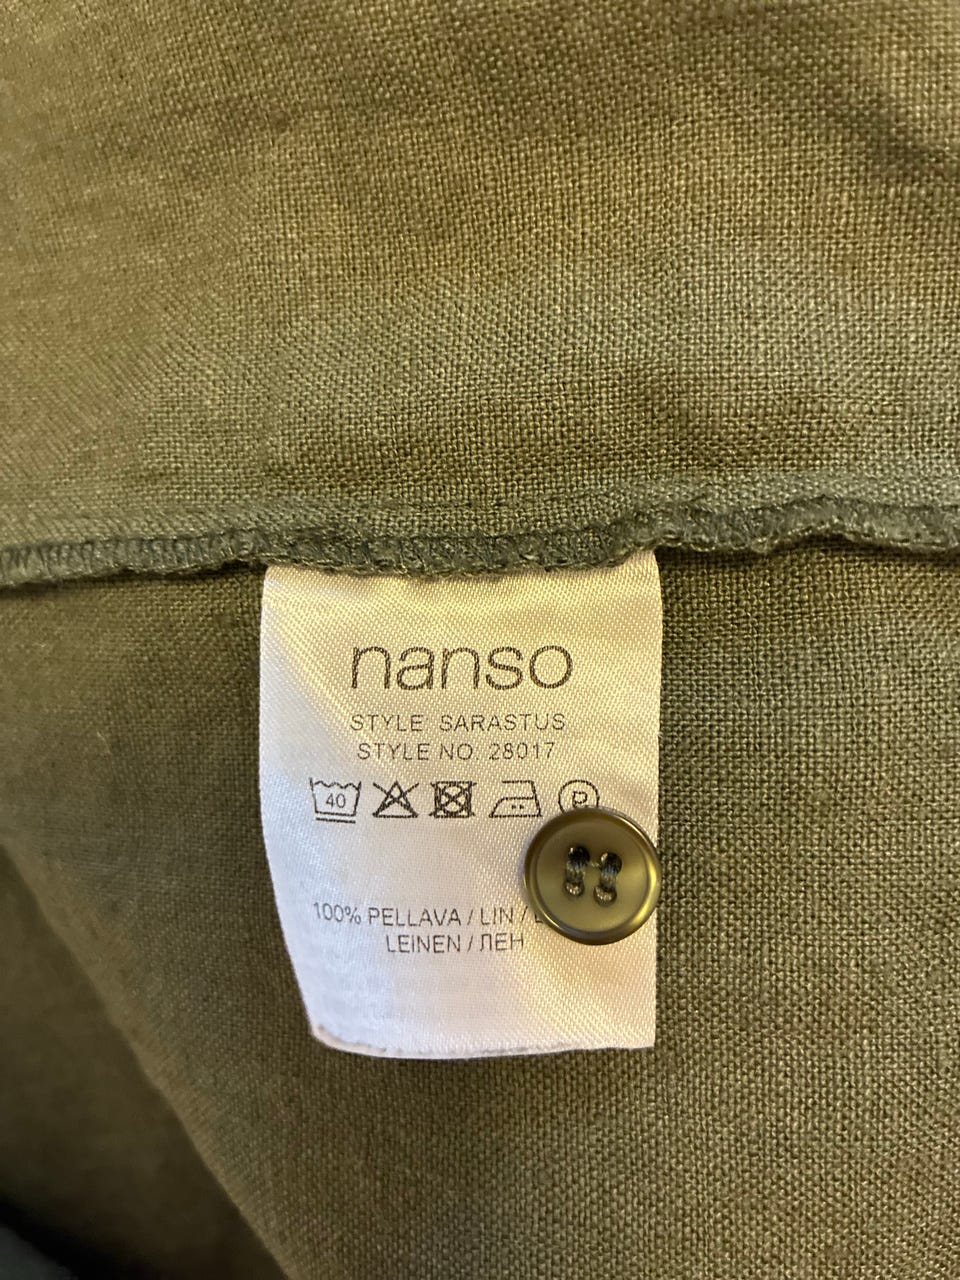 nanso
STYLE SARASTUS
STYLE NO. 28017
40 P
100% PELLAVA / LIN /
LEINEN / ЛЕН